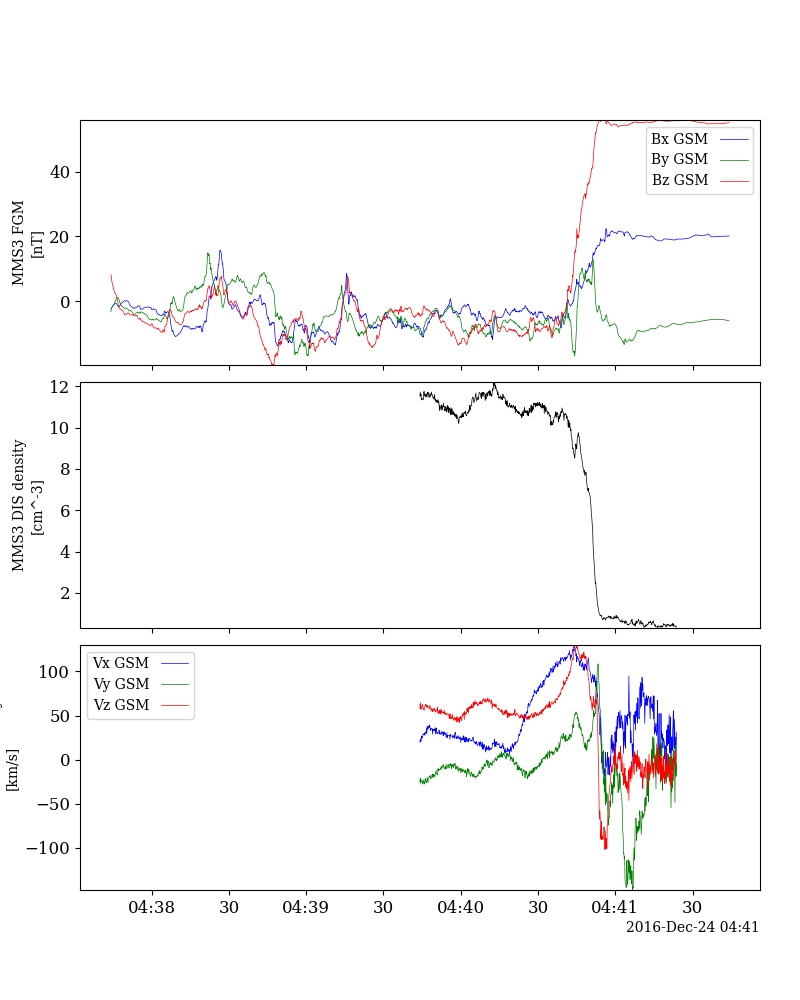 MMS3 FGM
[nT]
40
20
0
Bx GSM
By GSM
Bz GSM
MMS3 DIS density
[cm^-3]
12
10
8
6
4
2
[km/s]
100
50
0
−50
−100
Vx GSM
Vy GSM
Vz GSM
04:38 30 04:39 30 04:40 30 04:41 30
2016-Dec-24 04:41